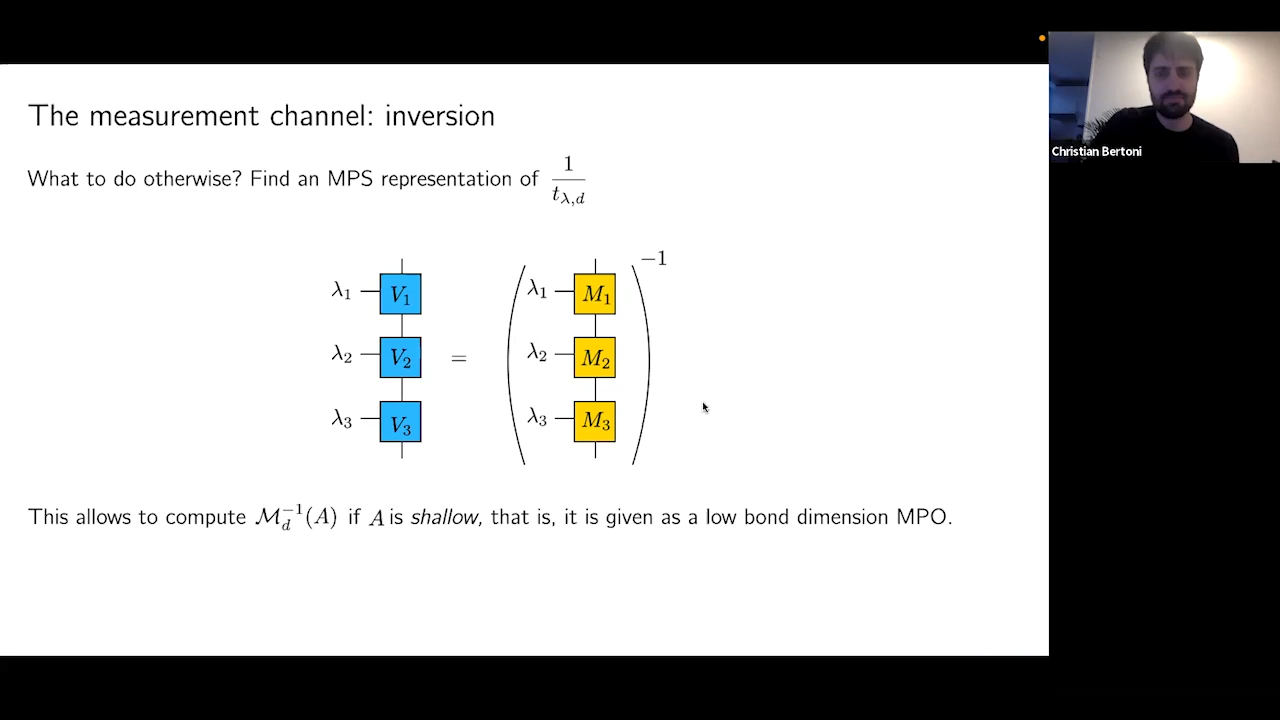 The measurement channel: inversion
What to do otherwise? Find an MPS representation of 1/t_{λ,d}
λ₁ V₁ = ( λ₁ M₁ )⁻¹
λ₂ V₂ λ₂ M₂
λ₃ V₃ λ₃ M₃
This allows to compute ℳ_d⁻¹(A) if A is shallow, that is, it is given as a low bond dimension MPO.
Christian Bertoni